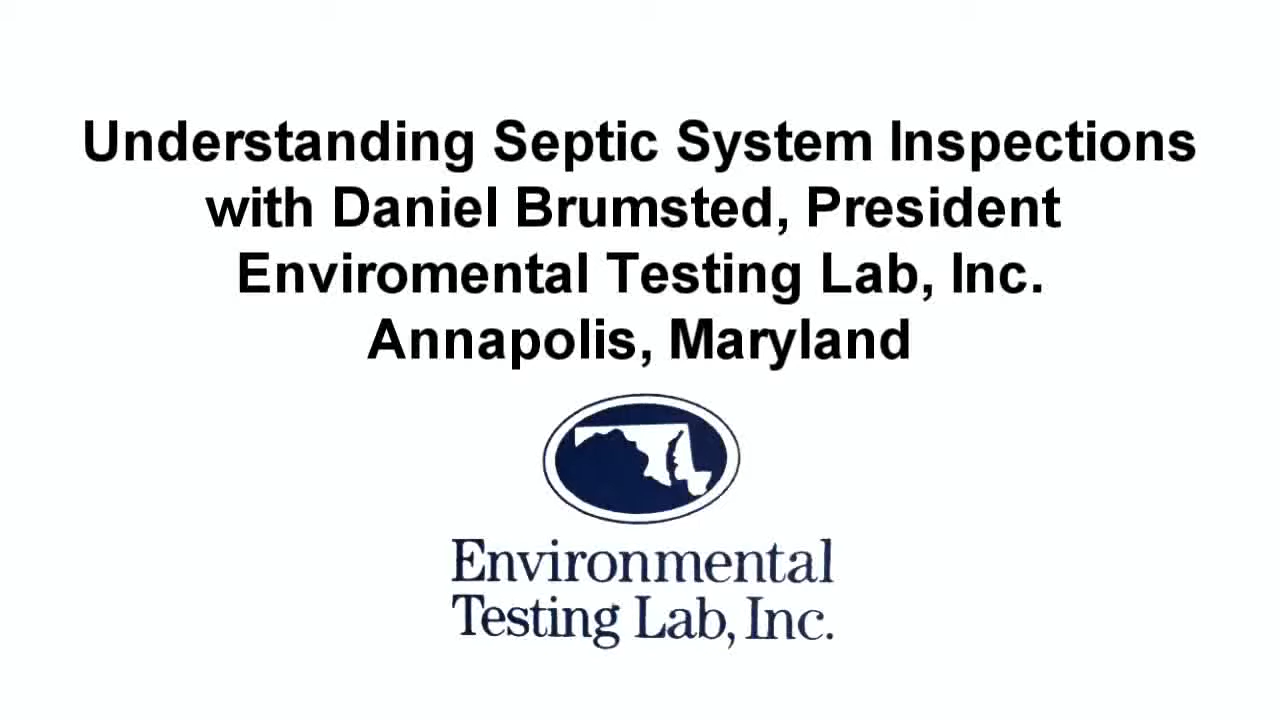 Understanding Septic System Inspections
with Daniel Brumsted, President
Enviromental Testing Lab, Inc.
Annapolis, Maryland
Environmental
Testing Lab, Inc.